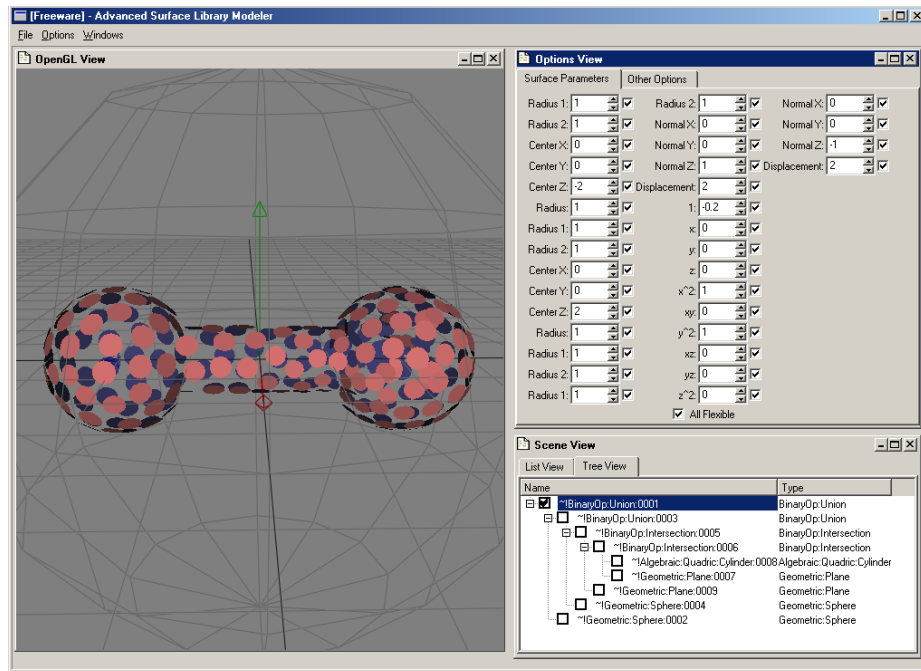 [Freeware] - Advanced Surface Library Modeler
File Options Windows
OpenGL View
Options View
Surface Parameters Other Options
Radius 1: 1 Radius 2: 1 Normal X: 0
Radius 2: 1 Normal X: 0 Normal Y: 0
Center X: 0 Normal Y: 0 Normal Z: -1
Center Y: 0 Normal Z: 1 Displacement: 2
Center Z: -2 Displacement: 2
Radius: 1 1: -0.2
Radius 1: 1 x: 0
Radius 2: 1 y: 0
Center X: 0 z: 0
Center Y: 0 x^2: 1
Center Z: 2 xy: 0
Radius: 1 y^2: 1
Radius 1: 1 xz: 0
Radius 2: 1 yz: 0
Radius 1: 1 z^2: 0
All Flexible
Scene View
List View Tree View
Name Type
~!BinaryOp:Union:0001 BinaryOp:Union
~!BinaryOp:Union:0003 BinaryOp:Union
~!BinaryOp:Intersection:0005 BinaryOp:Intersection
~!BinaryOp:Intersection:0006 BinaryOp:Intersection
~!Algebraic:Quadric:Cylinder:0008 Algebraic:Quadric:Cylinder
~!Geometric:Plane:0007 Geometric:Plane
~!Geometric:Plane:0009 Geometric:Plane
~!Geometric:Sphere:0004 Geometric:Sphere
~!Geometric:Sphere:0002 Geometric:Sphere